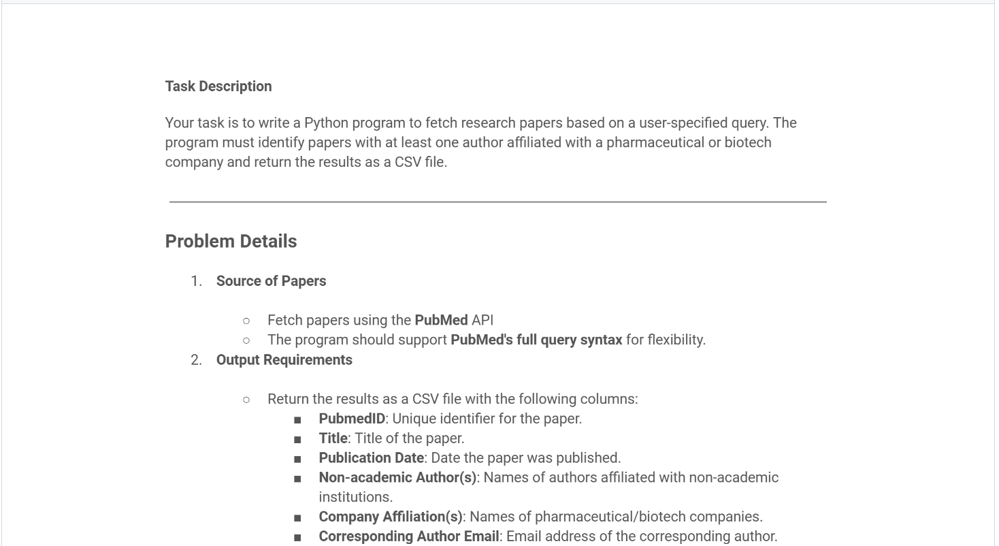 Task Description
Your task is to write a Python program to fetch research papers based on a user-specified query. The
program must identify papers with at least one author affiliated with a pharmaceutical or biotech
company and return the results as a CSV file.
Problem Details
1. Source of Papers
○ Fetch papers using the PubMed API
○ The program should support PubMed's full query syntax for flexibility.
2. Output Requirements
○ Return the results as a CSV file with the following columns:
■ PubmedID: Unique identifier for the paper.
■ Title: Title of the paper.
■ Publication Date: Date the paper was published.
■ Non-academic Author(s): Names of authors affiliated with non-academic
institutions.
■ Company Affiliation(s): Names of pharmaceutical/biotech companies.
■ Corresponding Author Email: Email address of the corresponding author.